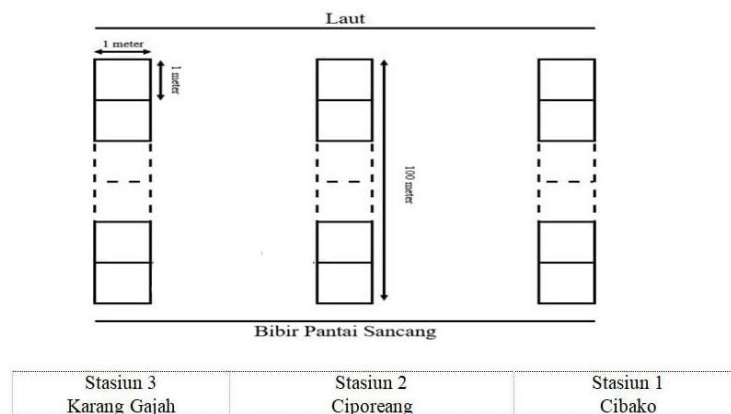 Laut
1 meter
1 meter
100 meter
Bibir Pantai Sancang
Stasiun 3 Stasiun 2 Stasiun 1
Karang Gajah Ciporeang Cibako